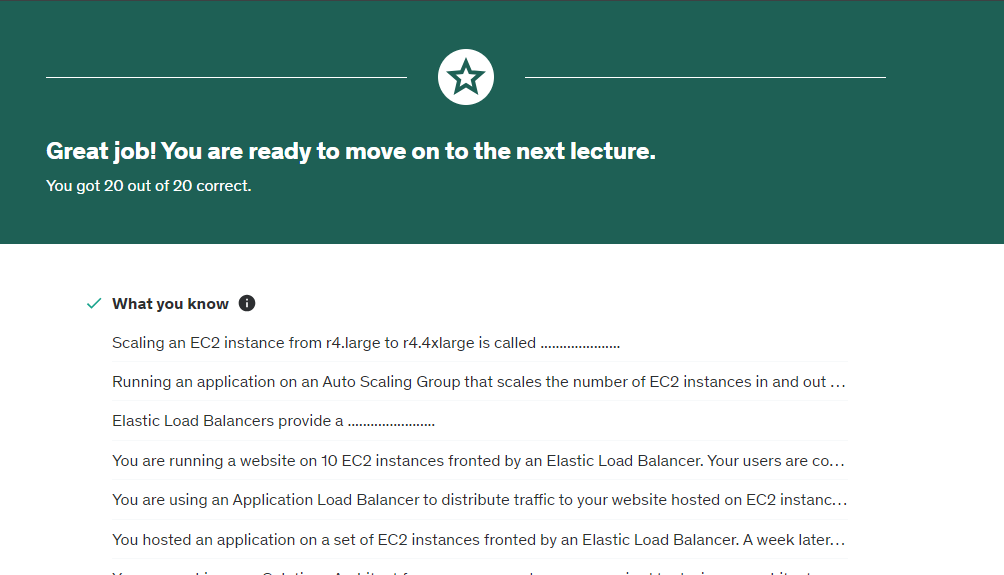 Great job! You are ready to move on to the next lecture.
You got 20 out of 20 correct.
What you know
Scaling an EC2 instance from r4.large to r4.4xlarge is called .....................
Running an application on an Auto Scaling Group that scales the number of EC2 instances in and out ...
Elastic Load Balancers provide a .......................
You are running a website on 10 EC2 instances fronted by an Elastic Load Balancer. Your users are co...
You are using an Application Load Balancer to distribute traffic to your website hosted on EC2 instanc...
You hosted an application on a set of EC2 instances fronted by an Elastic Load Balancer. A week later...